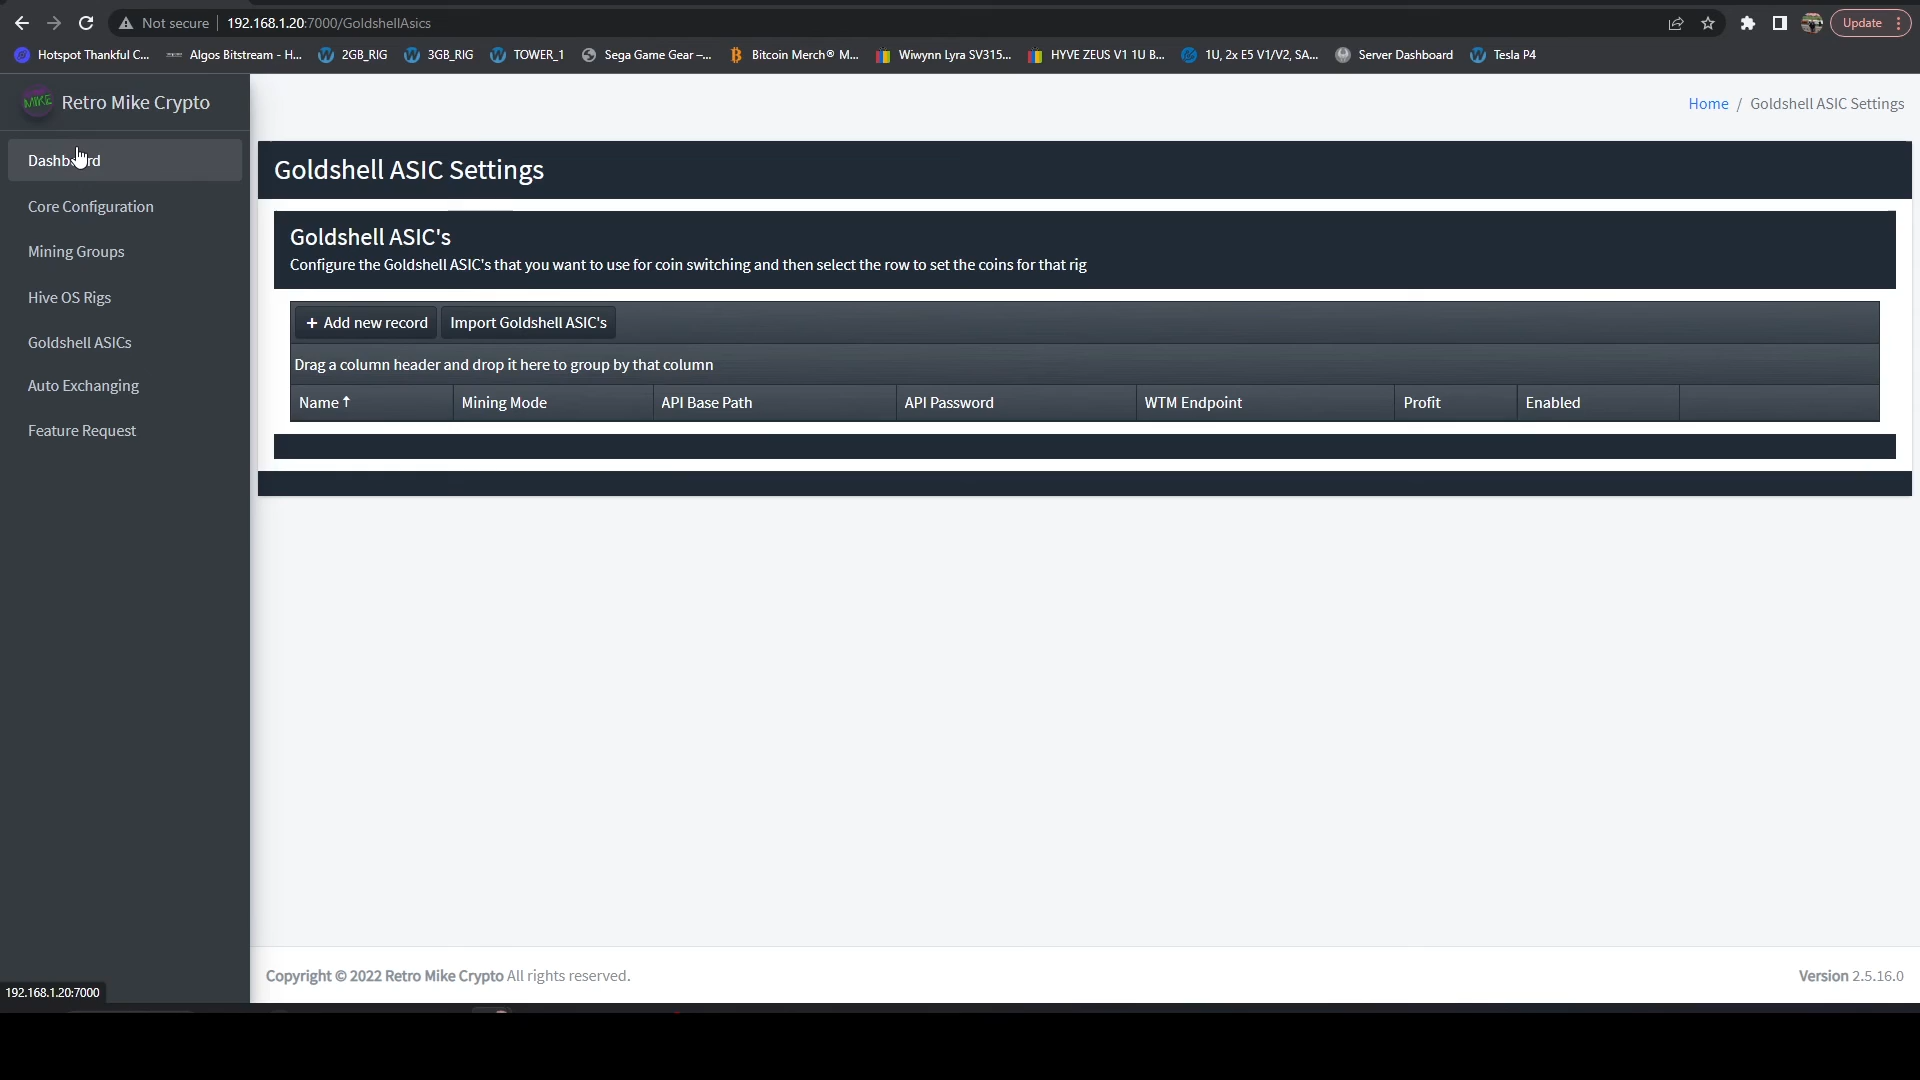 Not secure 192.168.1.20:7000/GoldshellAsics Update
Hotspot Thankful C... Algos Bitstream - H... 2GB_RIG 3GB_RIG TOWER_1 Sega Game Gear –... Bitcoin Merch® M... Wiwynn Lyra SV315... HYVE ZEUS V1 1U B... 1U, 2x E5 V1/V2, SA... Server Dashboard Tesla P4
MIKE Retro Mike Crypto
Home / Goldshell ASIC Settings
Dashboard
Core Configuration
Mining Groups
Hive OS Rigs
Goldshell ASICs
Auto Exchanging
Feature Request
Goldshell ASIC Settings
Goldshell ASIC's
Configure the Goldshell ASIC's that you want to use for coin switching and then select the row to set the coins for that rig
+ Add new record Import Goldshell ASIC's
Drag a column header and drop it here to group by that column
Name↑ Mining Mode API Base Path API Password WTM Endpoint Profit Enabled
Copyright © 2022 Retro Mike Crypto All rights reserved. Version 2.5.16.0
192.168.1.20:7000